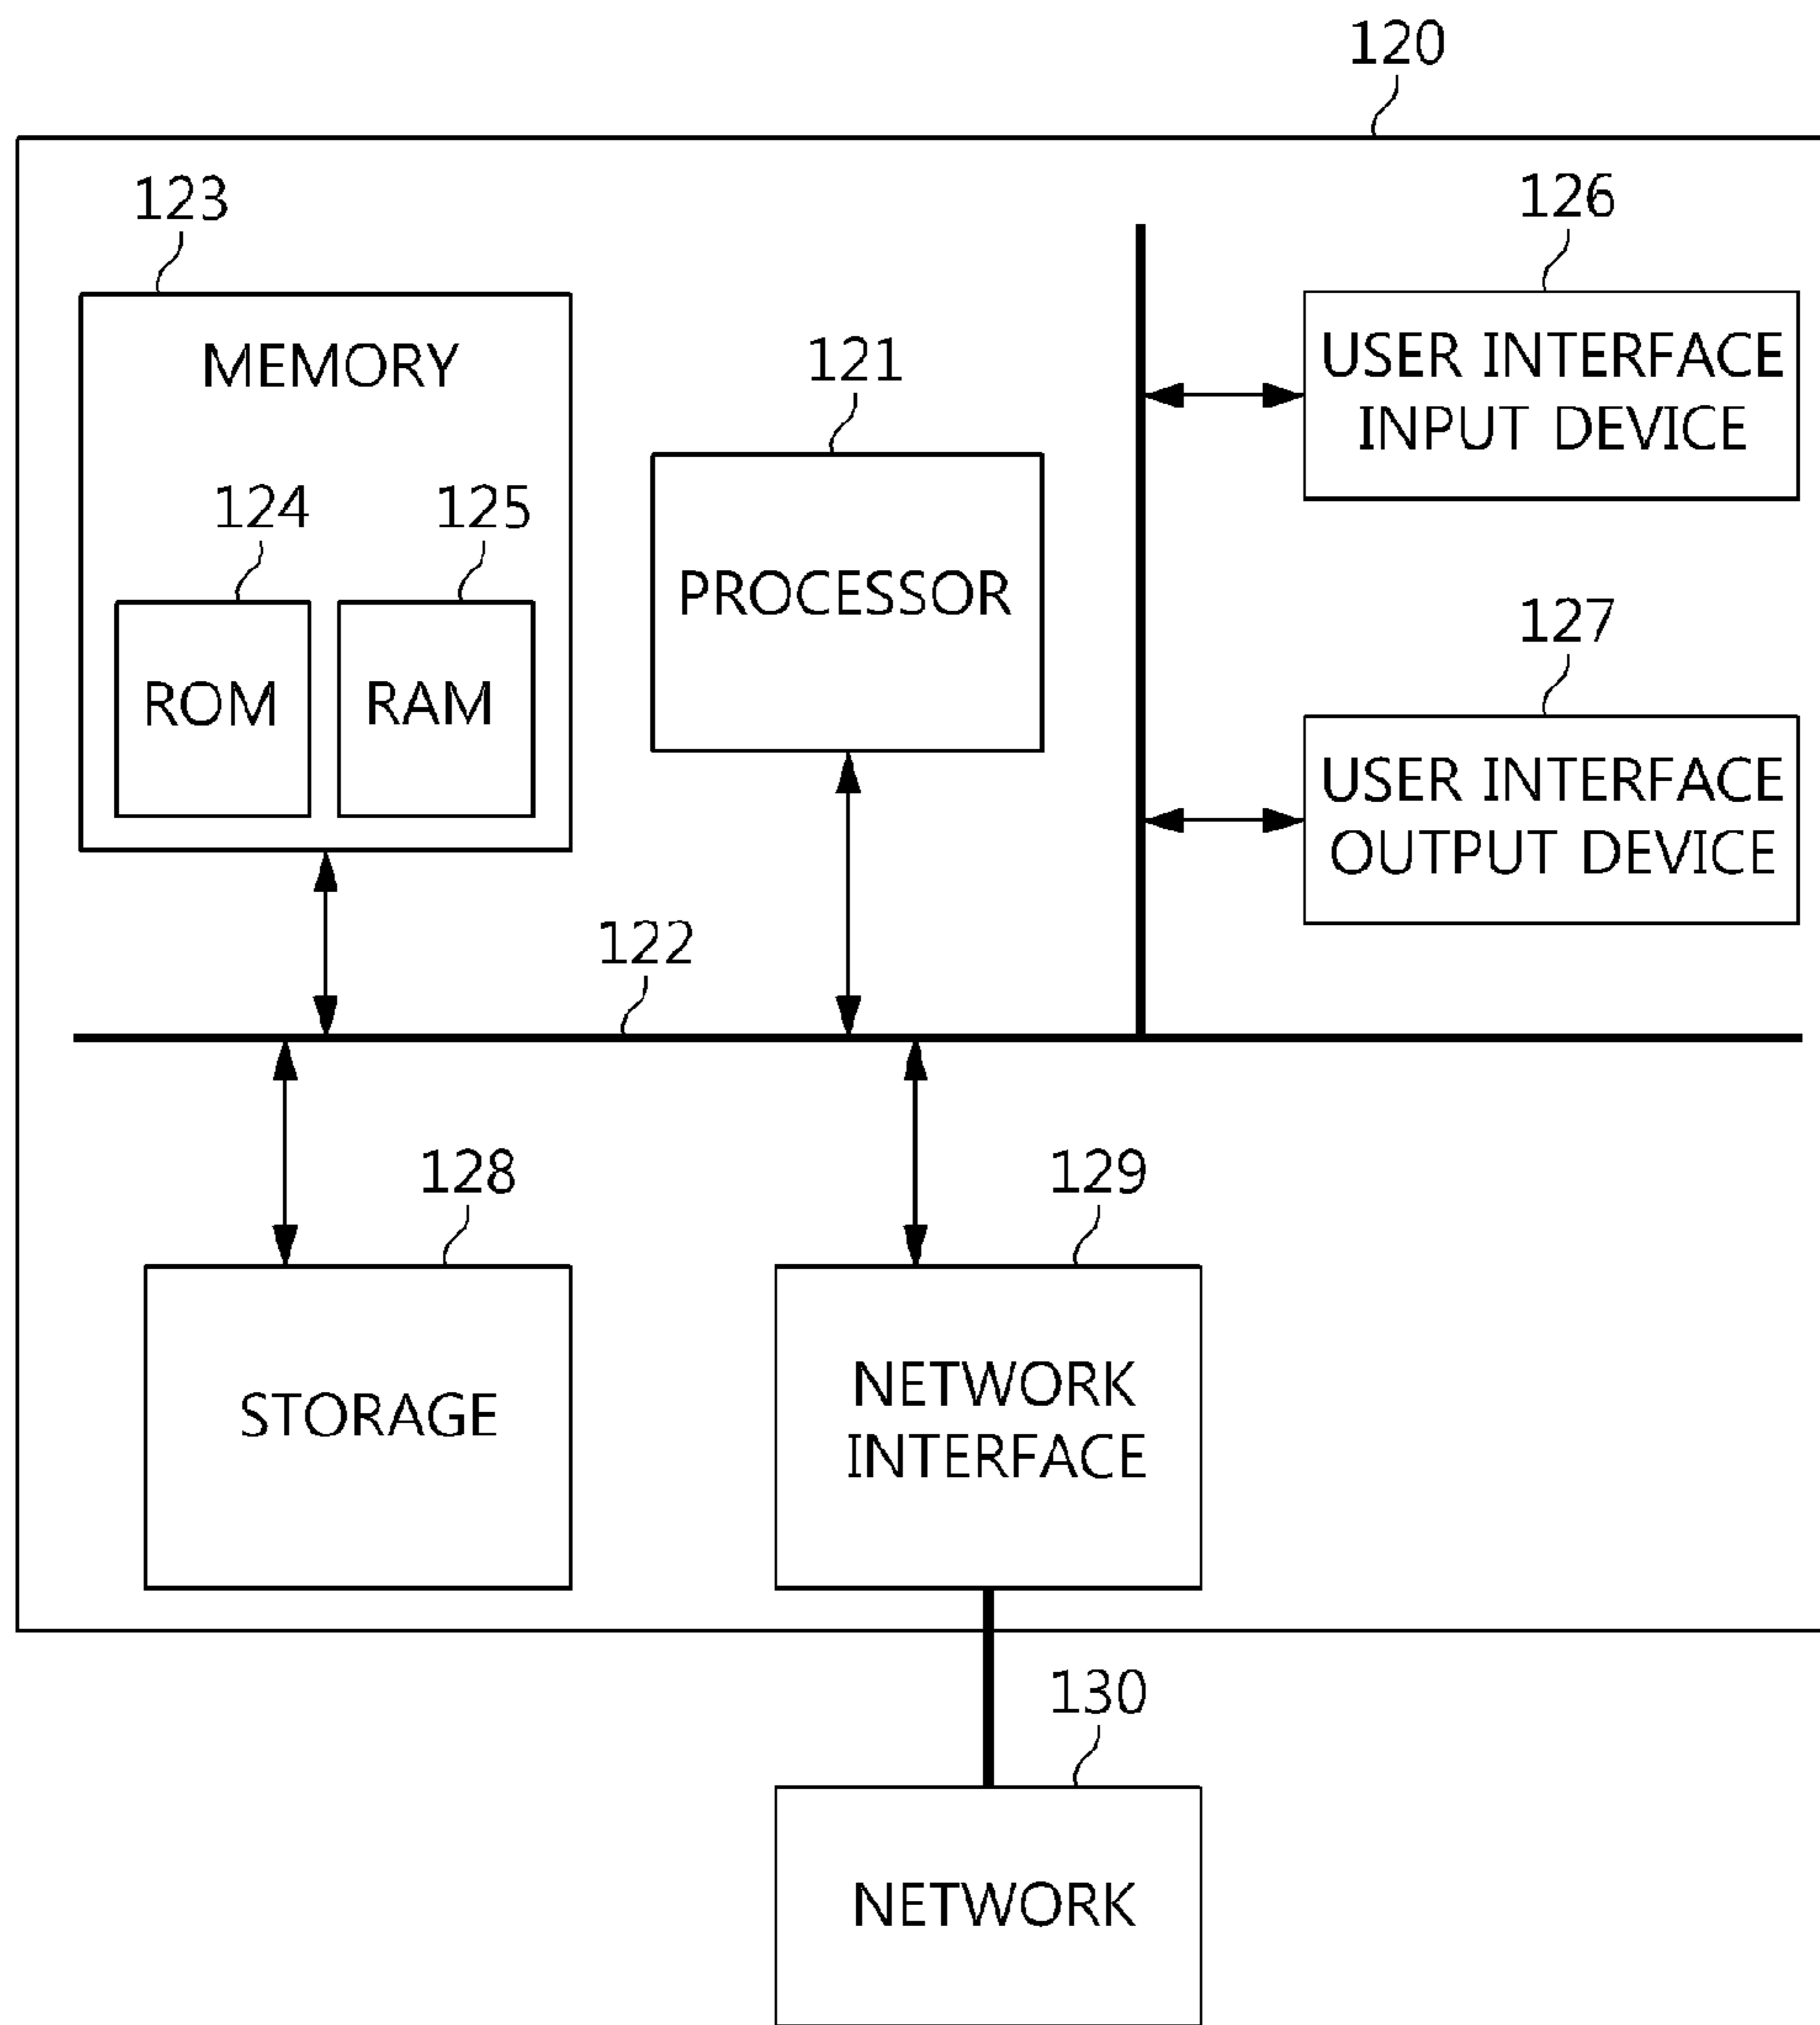 120
123
126
MEMORY
121
USER INTERFACE
INPUT DEVICE
124
125
PROCESSOR
127
ROM
RAM
USER INTERFACE
OUTPUT DEVICE
122
128
129
STORAGE
NETWORK
INTERFACE
130
NETWORK